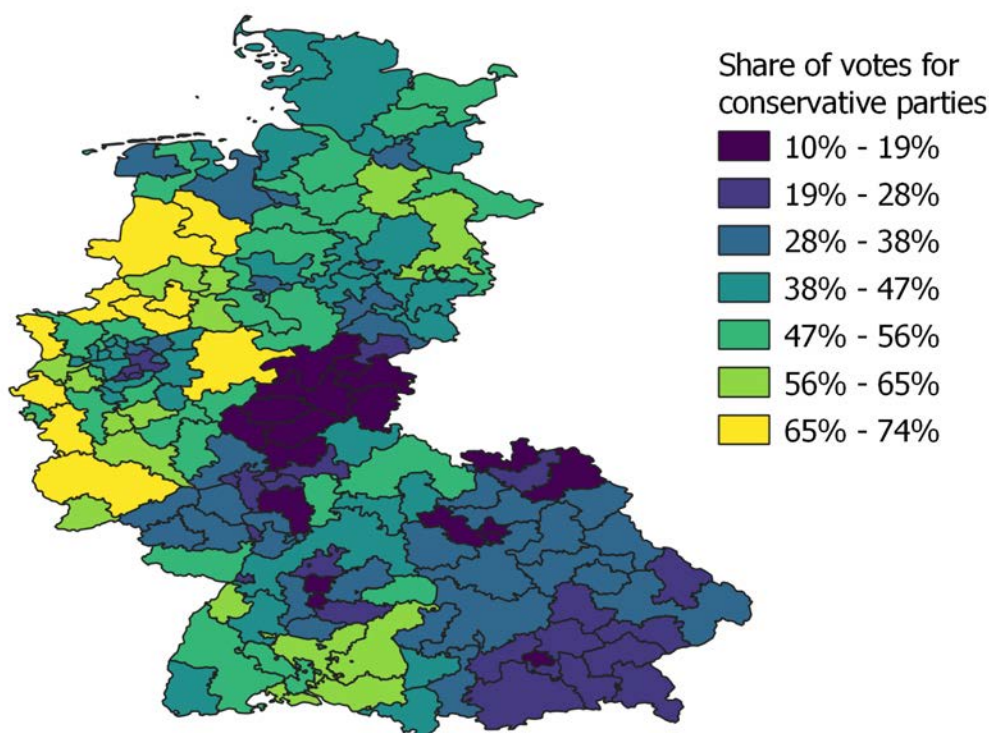 Share of votes for
conservative parties
10% - 19%
19% - 28%
28% - 38%
38% - 47%
47% - 56%
56% - 65%
65% - 74%